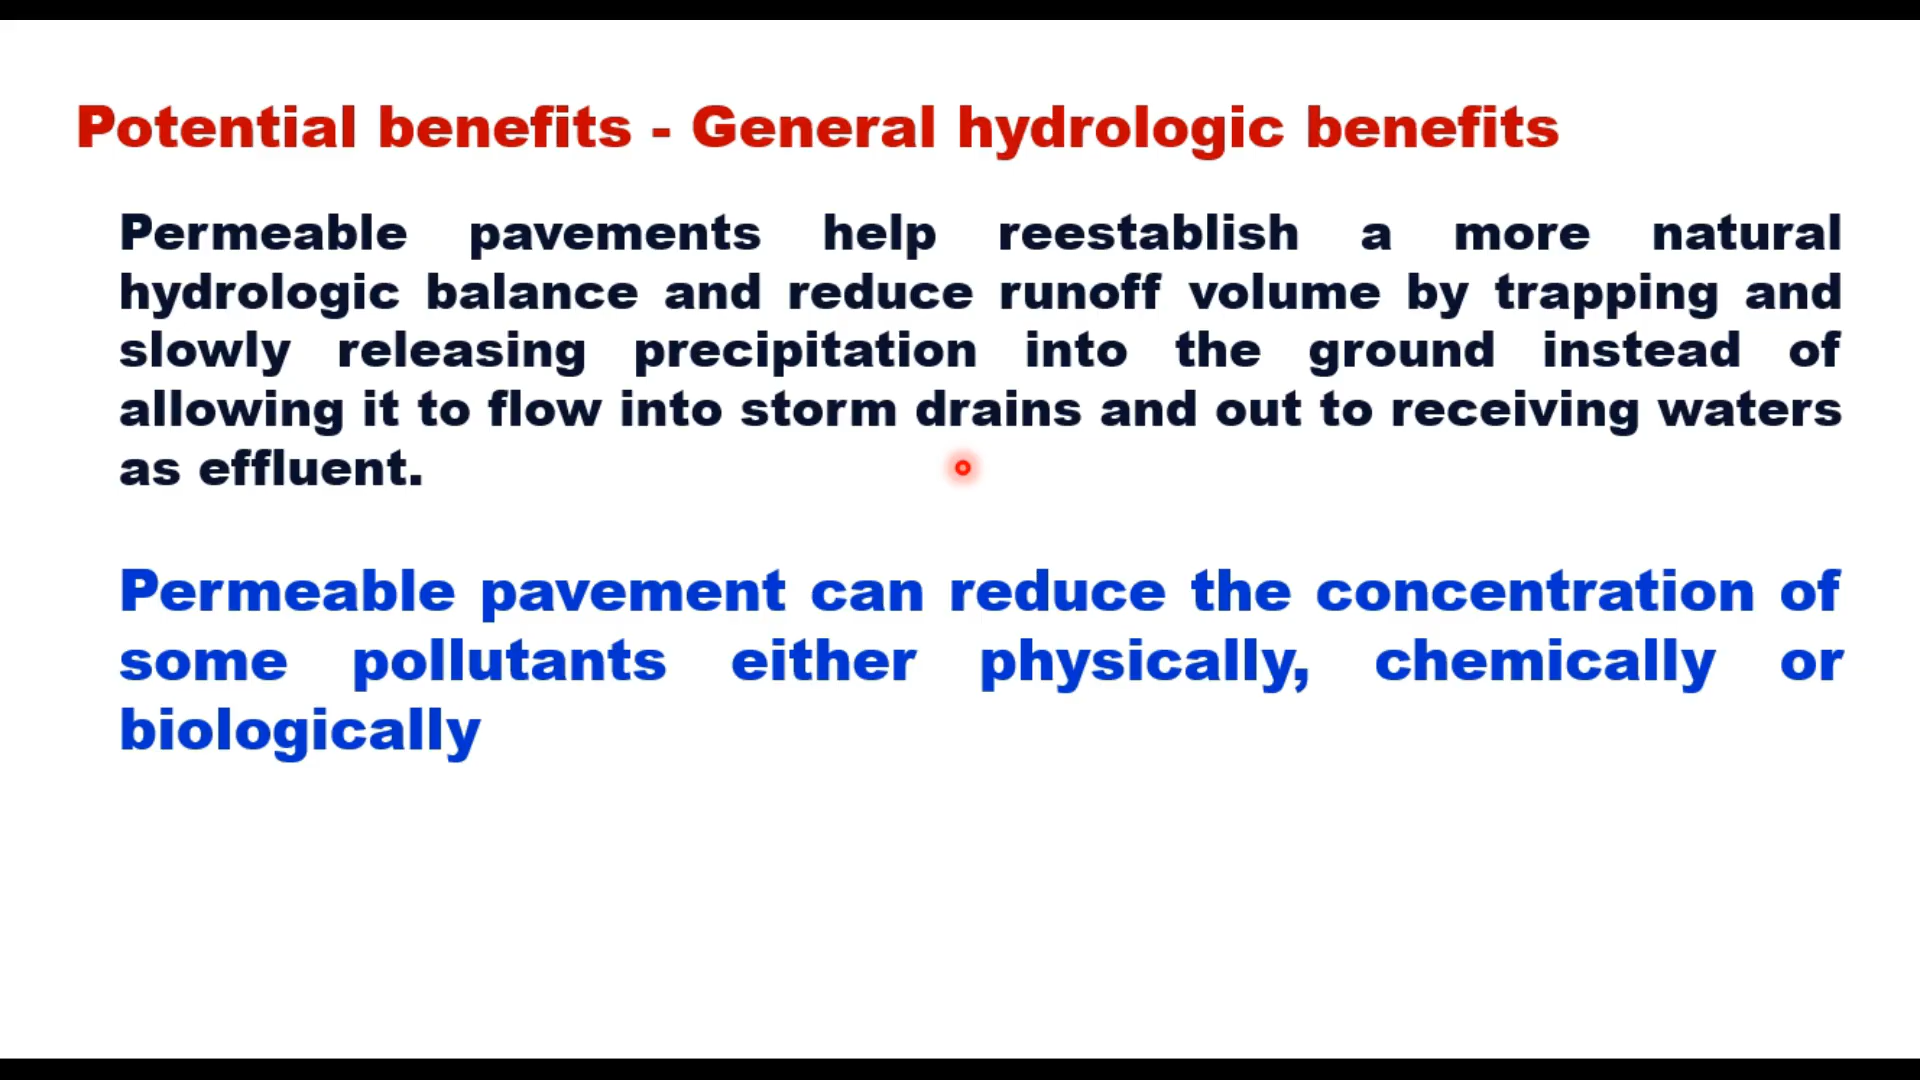 Potential benefits - General hydrologic benefits
Permeable pavements help reestablish a more natural
hydrologic balance and reduce runoff volume by trapping and
slowly releasing precipitation into the ground instead of
allowing it to flow into storm drains and out to receiving waters
as effluent.
Permeable pavement can reduce the concentration of
some pollutants either physically, chemically or
biologically